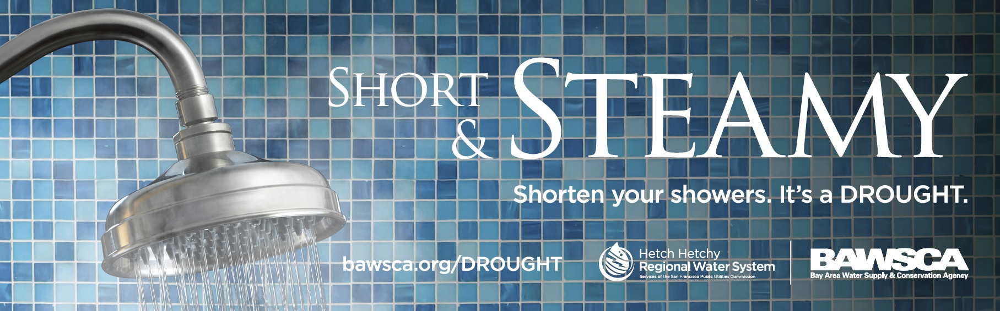 SHORT
& STEAMY
Shorten your showers. It's a DROUGHT.
bawsca.org/DROUGHT
Hetch Hetchy
Regional Water System
Services of the San Francisco Public Utilities Commission
BAWSCA
Bay Area Water Supply & Conservation Agency